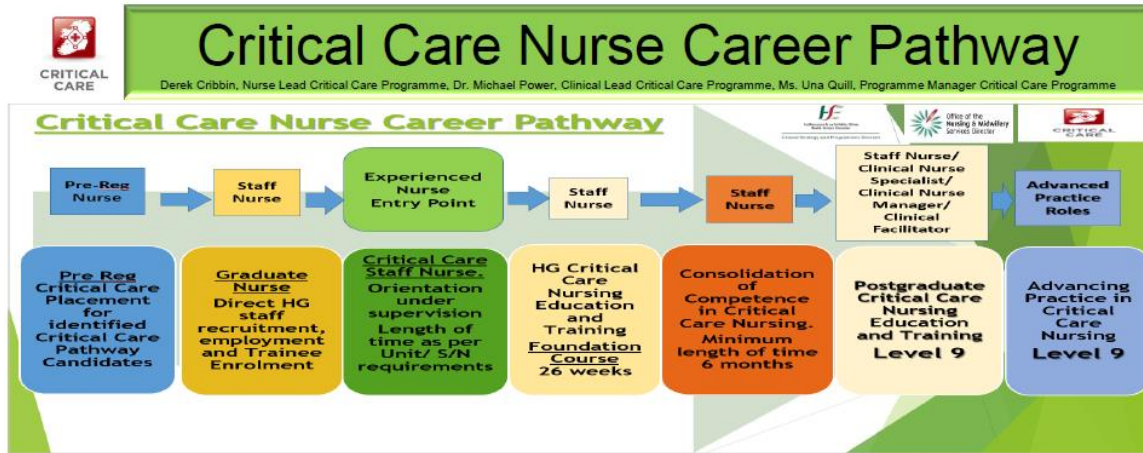 Critical Care Nurse Career Pathway
CRITICAL
CARE
Derek Cribbin, Nurse Lead Critical Care Programme, Dr. Michael Power, Clinical Lead Critical Care Programme, Ms. Una Quill, Programme Manager Critical Care Programme
Critical Care Nurse Career Pathway
Office of the
Nursing & Midwifery
Services Director
CRITICAL
CARE
Pre-Reg
Nurse
Staff
Nurse
Experienced
Nurse
Entry Point
Staff
Nurse
Staff
Nurse
Staff Nurse/
Clinical Nurse
Specialist/
Clinical Nurse
Manager/
Clinical
Facilitator
Advanced
Practice
Roles
Pre Reg
Critical Care
Placement
for
identified
Critical Care
Pathway
Candidates
Graduate
Nurse
Direct HG
staff
recruitment,
employment
and Trainee
Enrolment
Critical Care
Staff Nurse.
Orientation
under
supervision
Length of
time as per
Unit/ S/N
requirements
HG Critical
Care
Nursing
Education
and
Training
Foundation
Course
26 weeks
Consolidation
of
Competence
in Critical
Care Nursing.
Minimum
length of time
6 months
Postgraduate
Critical Care
Nursing
Education
and Training
Level 9
Advancing
Practice in
Critical
Care
Nursing
Level 9